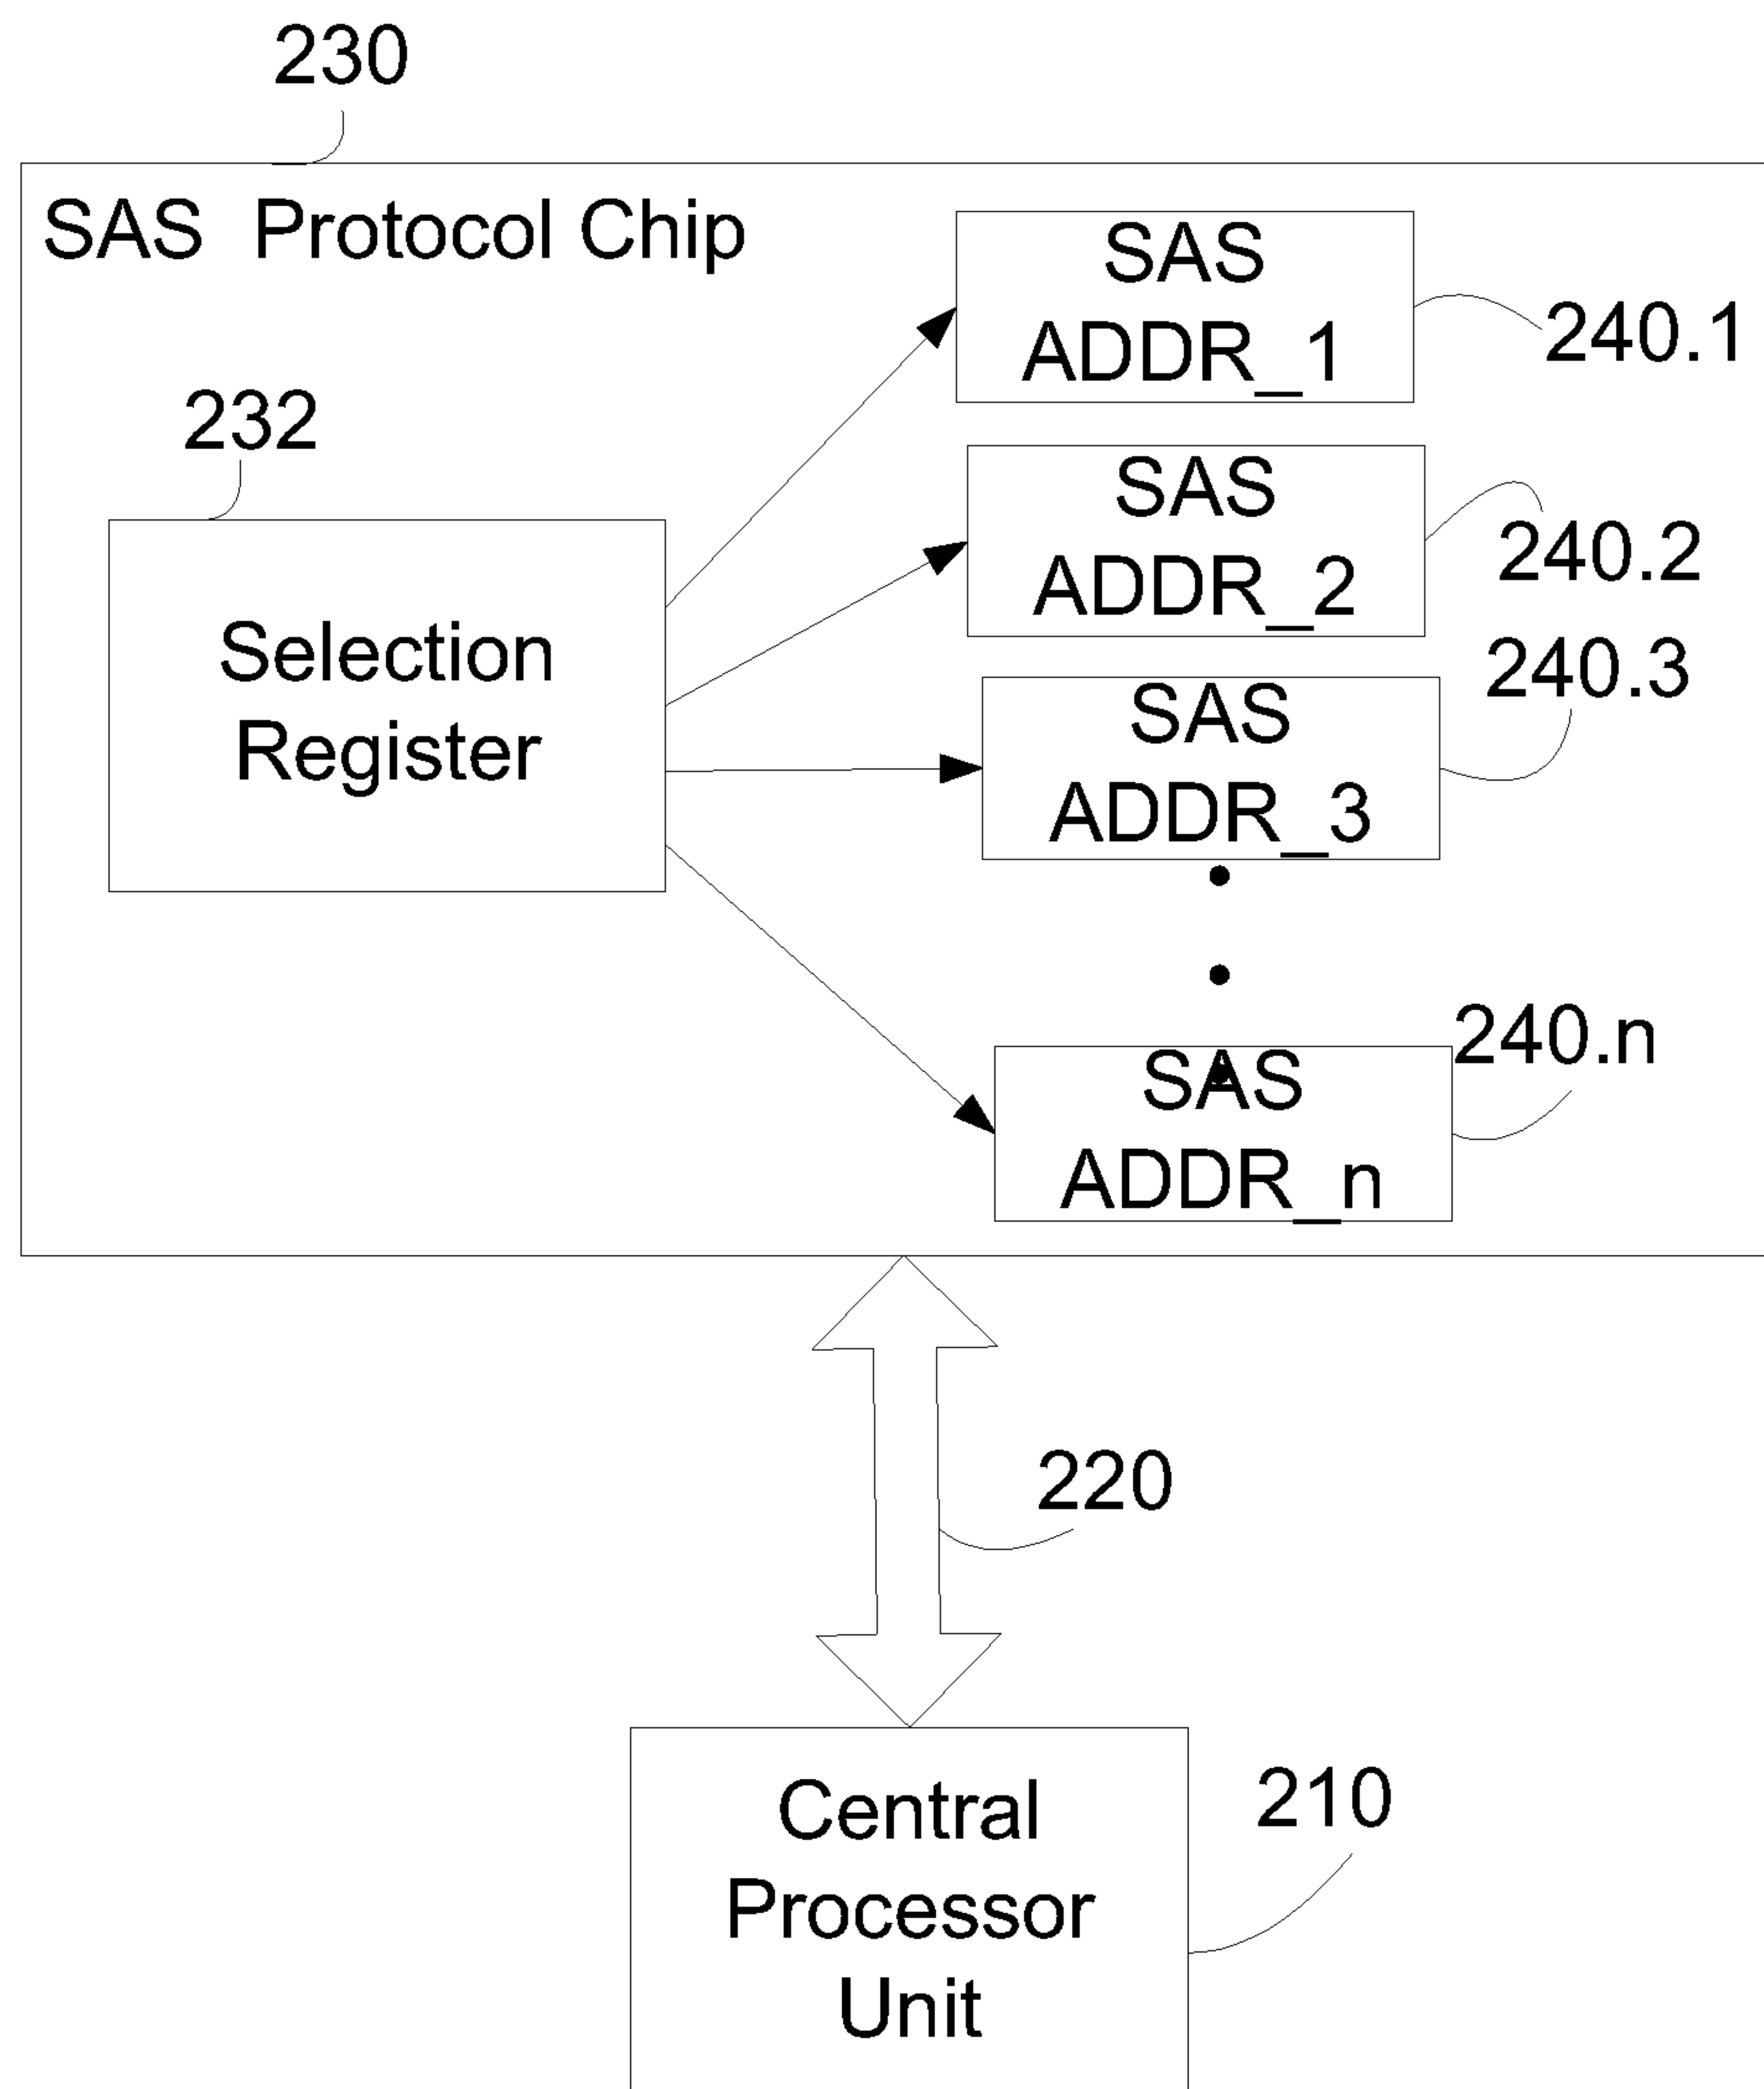 230
SAS Protocol Chip
SAS
ADDR_1
240.1
232
SAS
ADDR_2
240.2
Selection
Register
240.3
SAS
ADDR_3
240.n
SAS
ADDR_n
220
Central
Processor
Unit
210